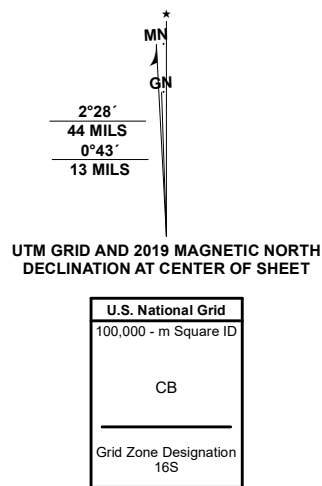 ★
MN
GN
2°28´
44 MILS
0°43´
13 MILS
UTM GRID AND 2019 MAGNETIC NORTH
DECLINATION AT CENTER OF SHEET
U.S. National Grid
100,000 - m Square ID
CB
Grid Zone Designation
16S